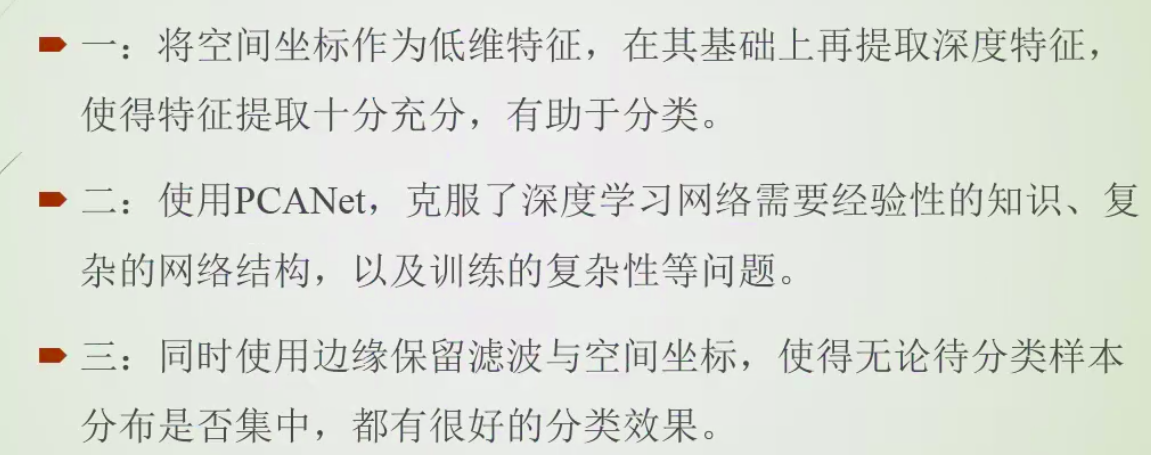 一：将空间坐标作为低维特征，在其基础上再提取深度特征，
使得特征提取十分充分，有助于分类。
二：使用PCANet，克服了深度学习网络需要经验性的知识、复
杂的网络结构，以及训练的复杂性等问题。
三：同时使用边缘保留滤波与空间坐标，使得无论待分类样本
分布是否集中，都有很好的分类效果。